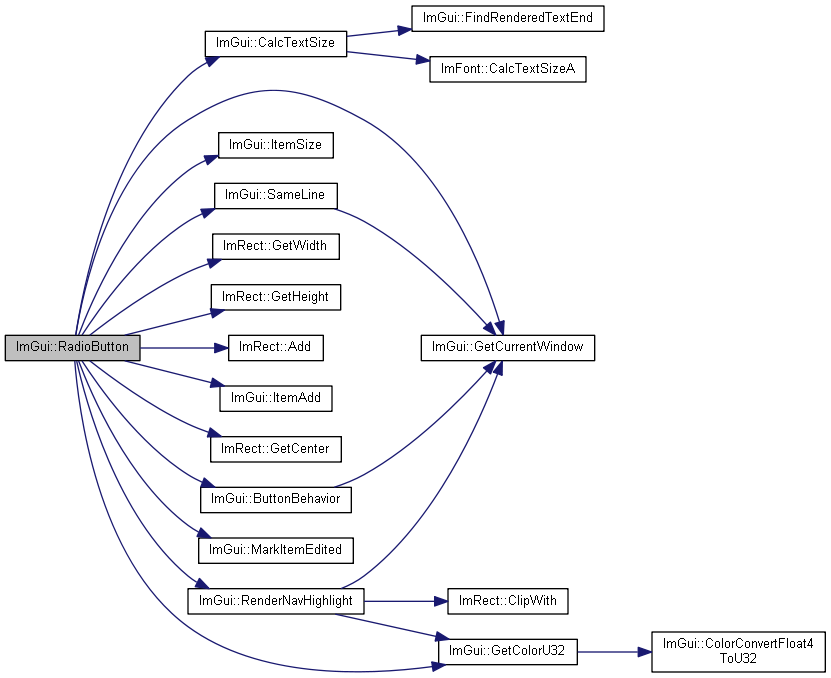 ImGui::FindRenderedTextEnd
ImGui::CalcTextSize
ImFont::CalcTextSizeA
ImGui::ItemSize
ImGui::SameLine
ImRect::GetWidth
ImRect::GetHeight
ImGui::RadioButton
ImRect::Add
ImGui::GetCurrentWindow
ImGui::ItemAdd
ImRect::GetCenter
ImGui::ButtonBehavior
ImGui::MarkItemEdited
ImGui::RenderNavHighlight
ImRect::ClipWith
ImGui::GetColorU32
ImGui::ColorConvertFloat4
ToU32